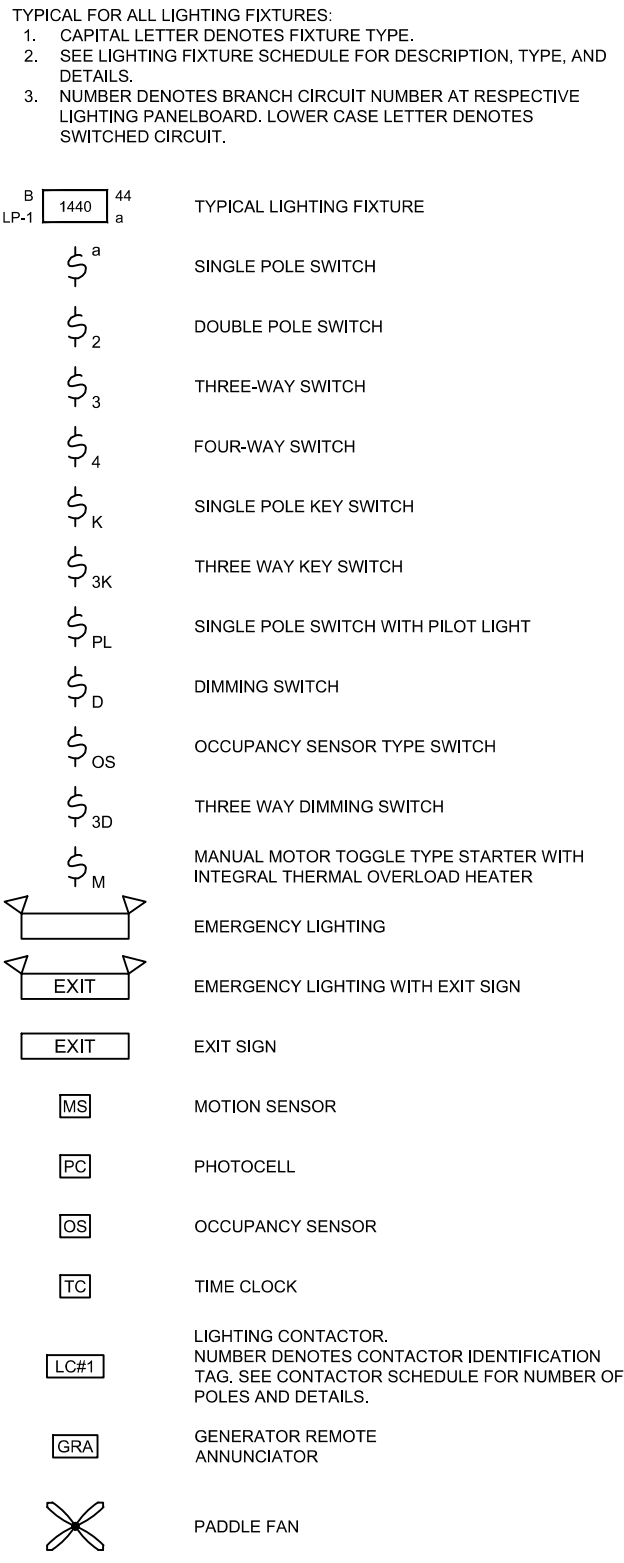 TYPICAL FOR ALL LIGHTING FIXTURES:
1. CAPITAL LETTER DENOTES FIXTURE TYPE.
2. SEE LIGHTING FIXTURE SCHEDULE FOR DESCRIPTION, TYPE, AND
DETAILS.
3. NUMBER DENOTES BRANCH CIRCUIT NUMBER AT RESPECTIVE
LIGHTING PANELBOARD. LOWER CASE LETTER DENOTES
SWITCHED CIRCUIT.
B 44
LP-1 1440 a TYPICAL LIGHTING FIXTURE
$ a SINGLE POLE SWITCH
$ 2 DOUBLE POLE SWITCH
$ 3 THREE-WAY SWITCH
$ 4 FOUR-WAY SWITCH
$ K SINGLE POLE KEY SWITCH
$ 3K THREE WAY KEY SWITCH
$ PL SINGLE POLE SWITCH WITH PILOT LIGHT
$ D DIMMING SWITCH
$ OS OCCUPANCY SENSOR TYPE SWITCH
$ 3D THREE WAY DIMMING SWITCH
$ M MANUAL MOTOR TOGGLE TYPE STARTER WITH
INTEGRAL THERMAL OVERLOAD HEATER
EMERGENCY LIGHTING
EXIT EMERGENCY LIGHTING WITH EXIT SIGN
EXIT EXIT SIGN
MS MOTION SENSOR
PC PHOTOCELL
OS OCCUPANCY SENSOR
TC TIME CLOCK
LIGHTING CONTACTOR.
LC#1 NUMBER DENOTES CONTACTOR IDENTIFICATION
TAG. SEE CONTACTOR SCHEDULE FOR NUMBER OF
POLES AND DETAILS.
GRA GENERATOR REMOTE
ANNUNCIATOR
PADDLE FAN